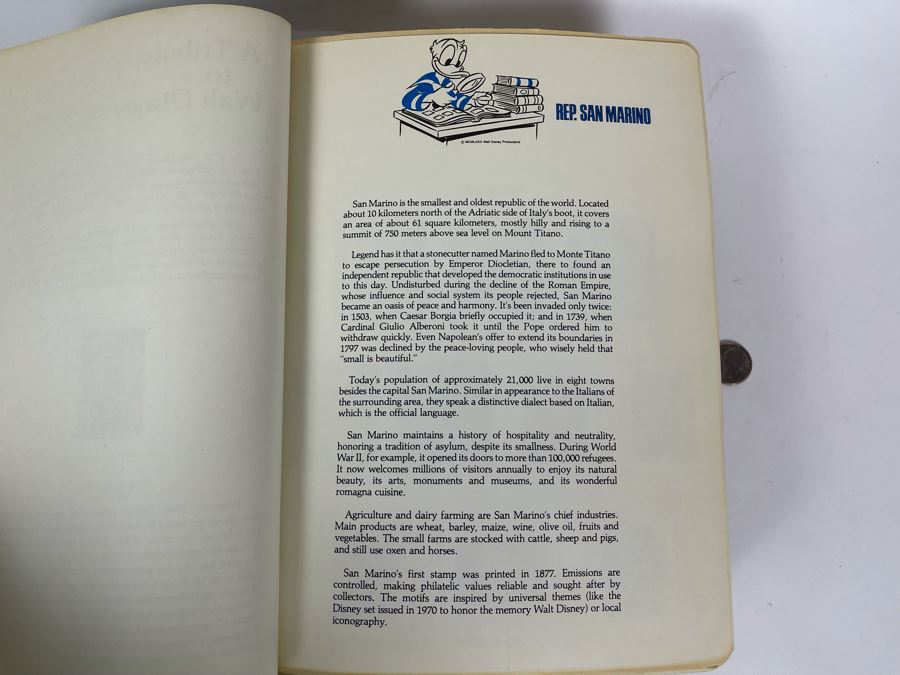 A Tribute
to
Walt Disney
REP. SAN MARINO
© MCMLXXX Walt Disney Productions
San Marino is the smallest and oldest republic of the world. Located
about 10 kilometers north of the Adriatic side of Italy's boot, it covers
an area of about 61 square kilometers, mostly hilly and rising to a
summit of 750 meters above sea level on Mount Titano.
Legend has it that a stonecutter named Marino fled to Monte Titano
to escape persecution by Emperor Diocletian, there to found an
independent republic that developed the democratic institutions in use
to this day. Undisturbed during the decline of the Roman Empire,
whose influence and social system its people rejected, San Marino
became an oasis of peace and harmony. It's been invaded only twice:
in 1503, when Caesar Borgia briefly occupied it; and in 1739, when
Cardinal Giulio Alberoni took it until the Pope ordered him to
withdraw quickly. Even Napolean's offer to extend its boundaries in
1797 was declined by the peace-loving people, who wisely held that
"small is beautiful."
Today's population of approximately 21,000 live in eight towns
besides the capital San Marino. Similar in appearance to the Italians of
the surrounding area, they speak a distinctive dialect based on Italian,
which is the official language.
San Marino maintains a history of hospitality and neutrality,
honoring a tradition of asylum, despite its smallness. During World
War II, for example, it opened its doors to more than 100,000 refugees.
It now welcomes millions of visitors annually to enjoy its natural
beauty, its arts, monuments and museums, and its wonderful
romagna cuisine.
Agriculture and dairy farming are San Marino's chief industries.
Main products are wheat, barley, maize, wine, olive oil, fruits and
vegetables. The small farms are stocked with cattle, sheep and pigs,
and still use oxen and horses.
San Marino's first stamp was printed in 1877. Emissions are
controlled, making philatelic values reliable and sought after by
collectors. The motifs are inspired by universal themes (like the
Disney set issued in 1970 to honor the memory Walt Disney) or local
iconography.